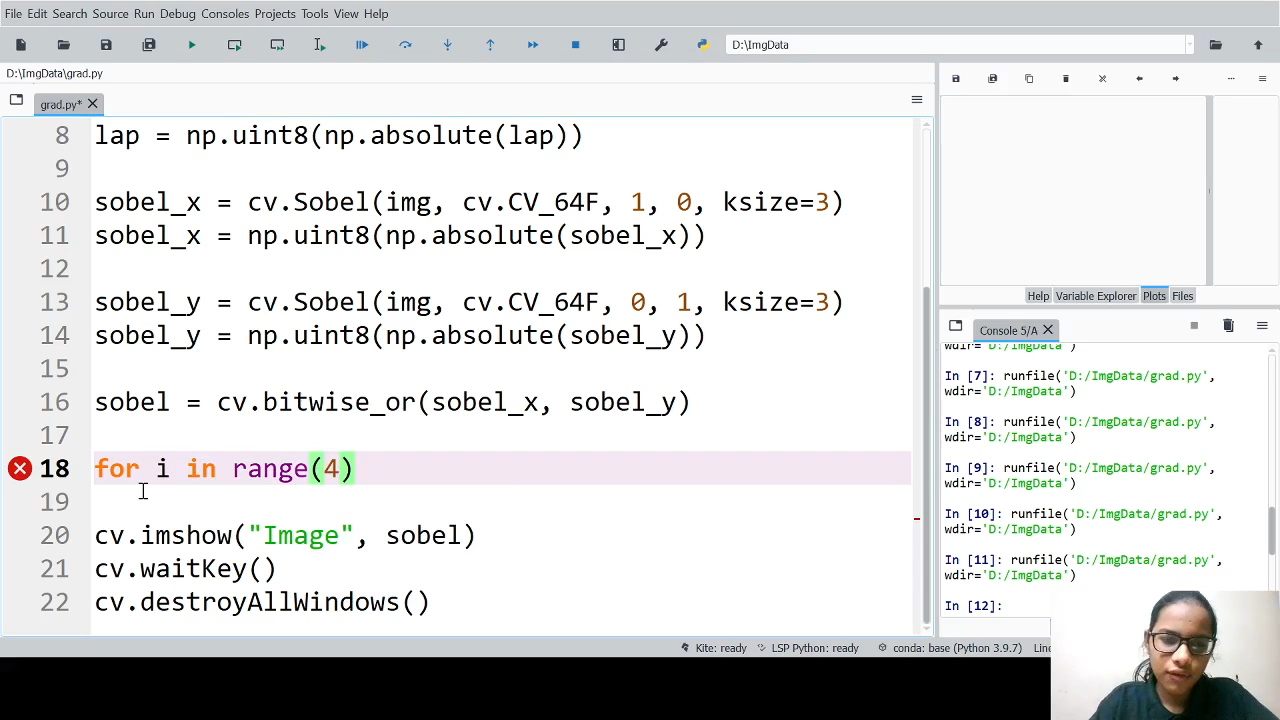 File Edit Search Source Run Debug Consoles Projects Tools View Help
D:\ImgData
D:\ImgData\grad.py
grad.py*
8 lap = np.uint8(np.absolute(lap))
9
10 sobel_x = cv.Sobel(img, cv.CV_64F, 1, 0, ksize=3)
11 sobel_x = np.uint8(np.absolute(sobel_x))
12
13 sobel_y = cv.Sobel(img, cv.CV_64F, 0, 1, ksize=3)
14 sobel_y = np.uint8(np.absolute(sobel_y))
15
16 sobel = cv.bitwise_or(sobel_x, sobel_y)
17
18 for i in range(4)
19
20 cv.imshow("Image", sobel)
21 cv.waitKey()
22 cv.destroyAllWindows()
Help Variable Explorer Plots Files
Console 5/A
wdir='D:/ImgData')
In [7]: runfile('D:/ImgData/grad.py',
wdir='D:/ImgData')
In [8]: runfile('D:/ImgData/grad.py',
wdir='D:/ImgData')
In [9]: runfile('D:/ImgData/grad.py',
wdir='D:/ImgData')
In [10]: runfile('D:/ImgData/grad.py',
wdir='D:/ImgData')
In [11]: runfile('D:/ImgData/grad.py',
wdir='D:/ImgData')
In [12]:
Kite: ready LSP Python: ready conda: base (Python 3.9.7)